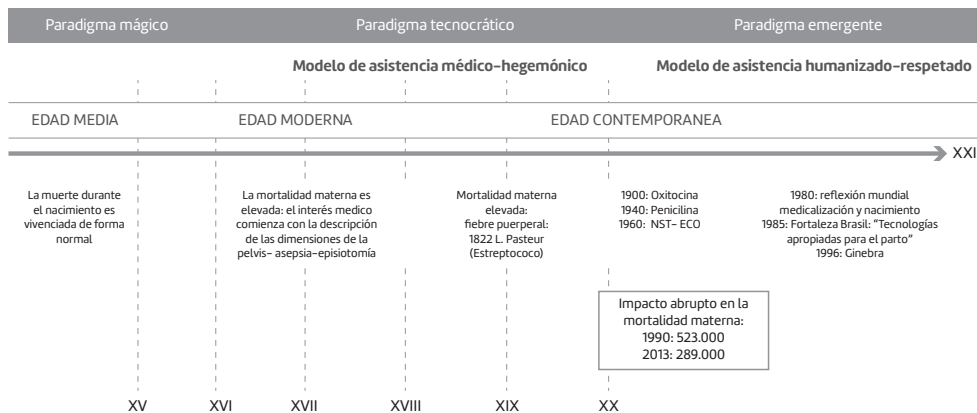 Paradigma mágico
Paradigma tecnocrático
Paradigma emergente
Modelo de asistencia médico-hegemónico
Modelo de asistencia humanizado-respetado
EDAD MEDIA
EDAD MODERNA
EDAD CONTEMPORANEA
XXI
La muerte durante
el nacimiento es
vivenciada de forma
normal
La mortalidad materna es
elevada: el interés medico
comienza con la descripción
de las dimensiones de la
pelvis- asepsia-episiotomía
Mortalidad materna
elevada:
fiebre puerperal:
1822 L. Pasteur
(Estreptococo)
1900: Oxitocina
1940: Penicilina
1960: NST- ECO
1980: reflexión mundial
medicalización y nacimiento
1985: Fortaleza Brasil: “Tecnologías
apropiadas para el parto”
1996: Ginebra
Impacto abrupto en la
mortalidad materna:
1990: 523.000
2013: 289.000
XV
XVI
XVII
XVIII
XIX
XX